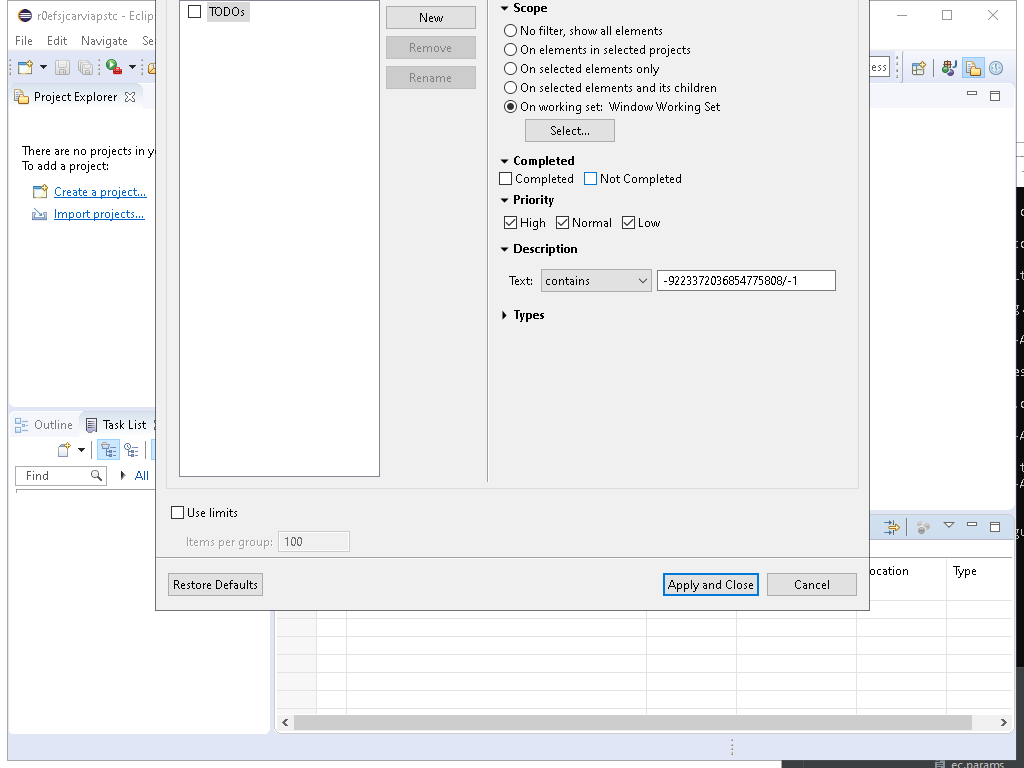 r0efsjcarviapstc - Eclip
File Edit Navigate Se
ess
Project Explorer
There are no projects in y
To add a project:
Create a project...
Import projects...
Outline Task List
Find All
TODOs
New
Remove
Rename
Scope
No filter, show all elements
On elements in selected projects
On selected elements only
On selected elements and its children
On working set: Window Working Set
Select...
Completed
Completed Not Completed
Priority
High Normal Low
Description
Text: contains -9223372036854775808/-1
Types
Use limits
Items per group: 100
Restore Defaults Apply and Close Cancel
ocation Type
ec.params